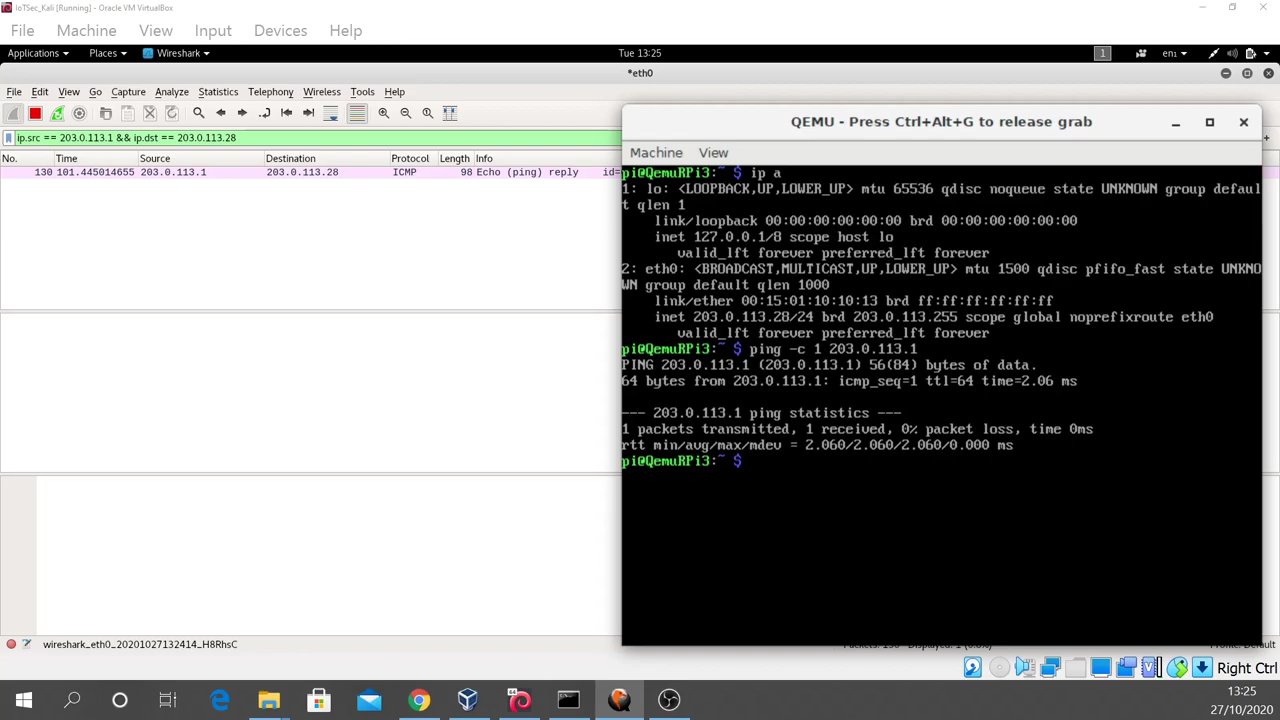 IoTSec_Kali [Running] - Oracle VM VirtualBox
File Machine View Input Devices Help
Applications Places Wireshark Tue 13:25 1 en1
*eth0
File Edit View Go Capture Analyze Statistics Telephony Wireless Tools Help
ip.src == 203.0.113.1 && ip.dst == 203.0.113.28
No. Time Source Destination Protocol Length Info
130 101.445014655 203.0.113.1 203.0.113.28 ICMP 98 Echo (ping) reply id=
QEMU - Press Ctrl+Alt+G to release grab
Machine View
pi@QemuRPi3:~ $ ip a
1: lo: <LOOPBACK,UP,LOWER_UP> mtu 65536 qdisc noqueue state UNKNOWN group defaul
t qlen 1
link/loopback 00:00:00:00:00:00 brd 00:00:00:00:00:00
inet 127.0.0.1/8 scope host lo
valid_lft forever preferred_lft forever
2: eth0: <BROADCAST,MULTICAST,UP,LOWER_UP> mtu 1500 qdisc pfifo_fast state UNKNO
WN group default qlen 1000
link/ether 00:15:01:10:10:13 brd ff:ff:ff:ff:ff:ff
inet 203.0.113.28/24 brd 203.0.113.255 scope global noprefixroute eth0
valid_lft forever preferred_lft forever
pi@QemuRPi3:~ $ ping -c 1 203.0.113.1
PING 203.0.113.1 (203.0.113.1) 56(84) bytes of data.
64 bytes from 203.0.113.1: icmp_seq=1 ttl=64 time=2.06 ms
--- 203.0.113.1 ping statistics ---
1 packets transmitted, 1 received, 0% packet loss, time 0ms
rtt min/avg/max/mdev = 2.060/2.060/2.060/0.000 ms
pi@QemuRPi3:~ $
wireshark_eth0_20201027132414_H8RhsC
Right Ctrl
13:25
27/10/2020